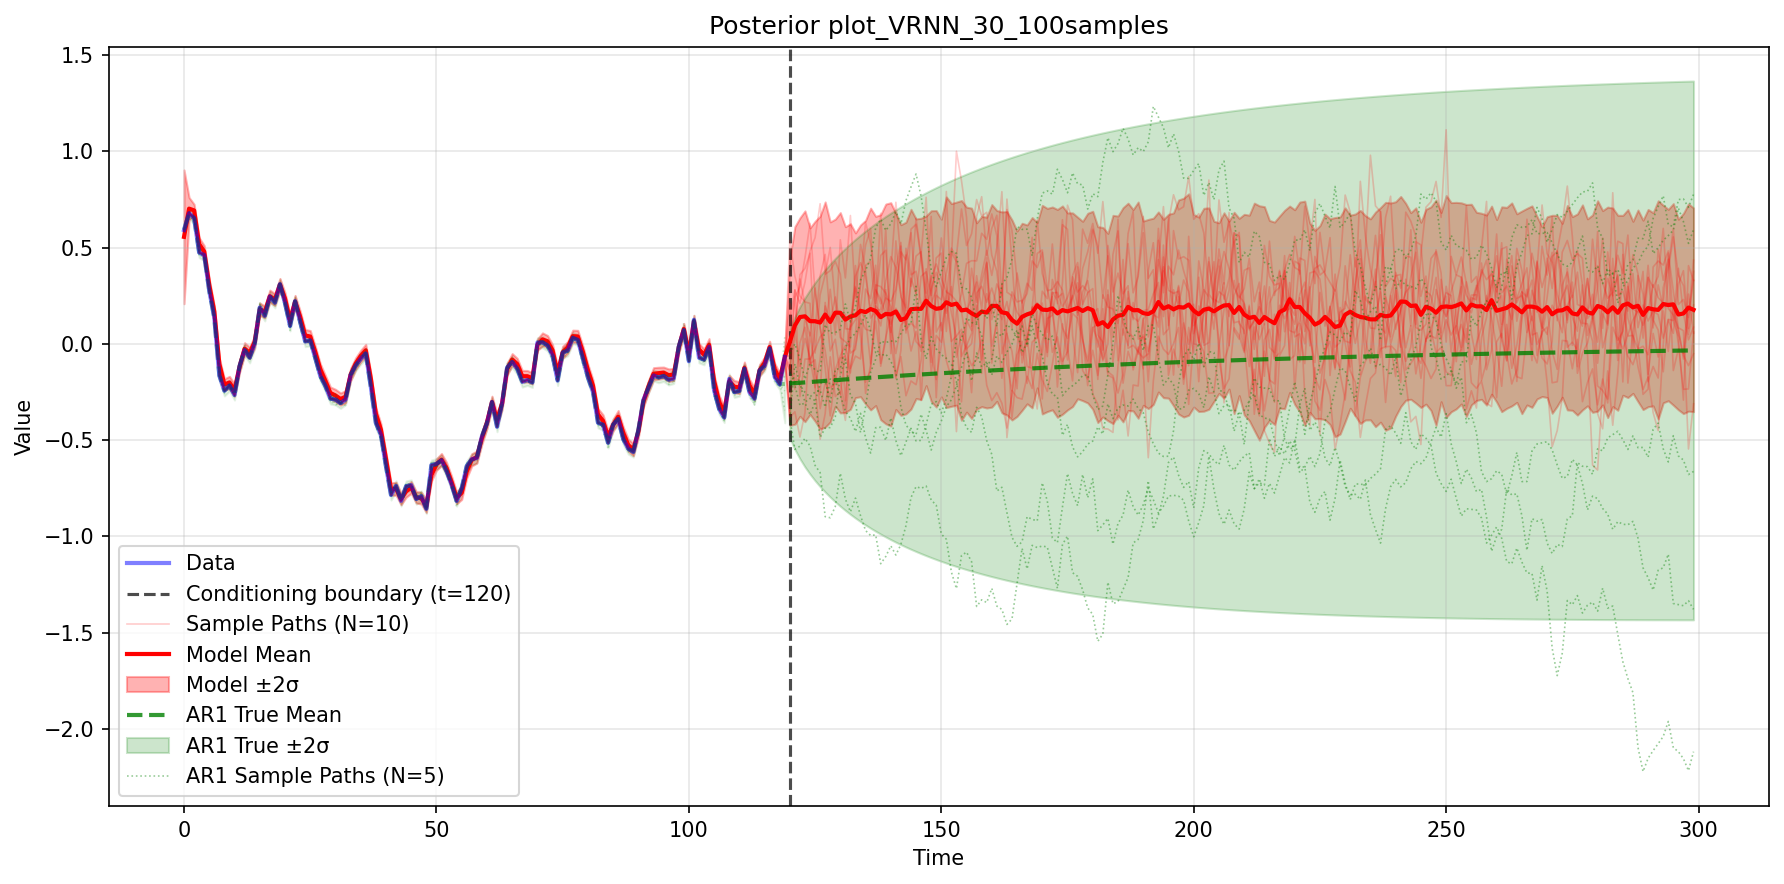 Posterior plot_VRNN_30_100samples
Value
1.5
1.0
0.5
0.0
−0.5
−1.0
−1.5
−2.0
Data
Conditioning boundary (t=120)
Sample Paths (N=10)
Model Mean
Model ±2σ
AR1 True Mean
AR1 True ±2σ
AR1 Sample Paths (N=5)
0 50 100 150 200 250 300
Time